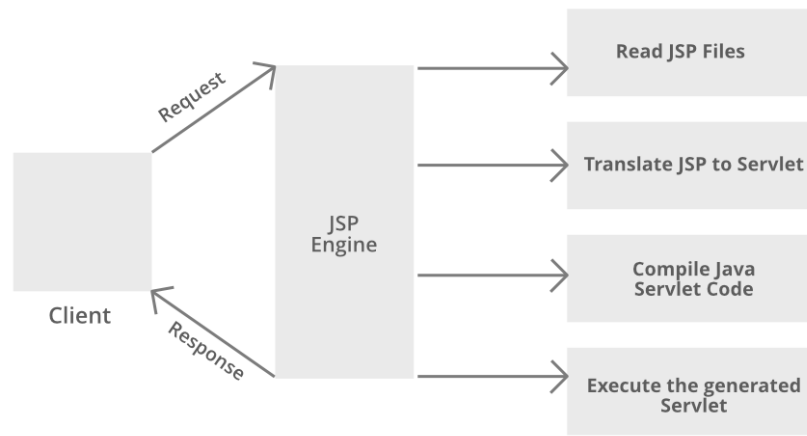 Request
Client
Response
JSP
Engine
Read JSP Files
Translate JSP to Servlet
Compile Java
Servlet Code
Execute the generated
Servlet